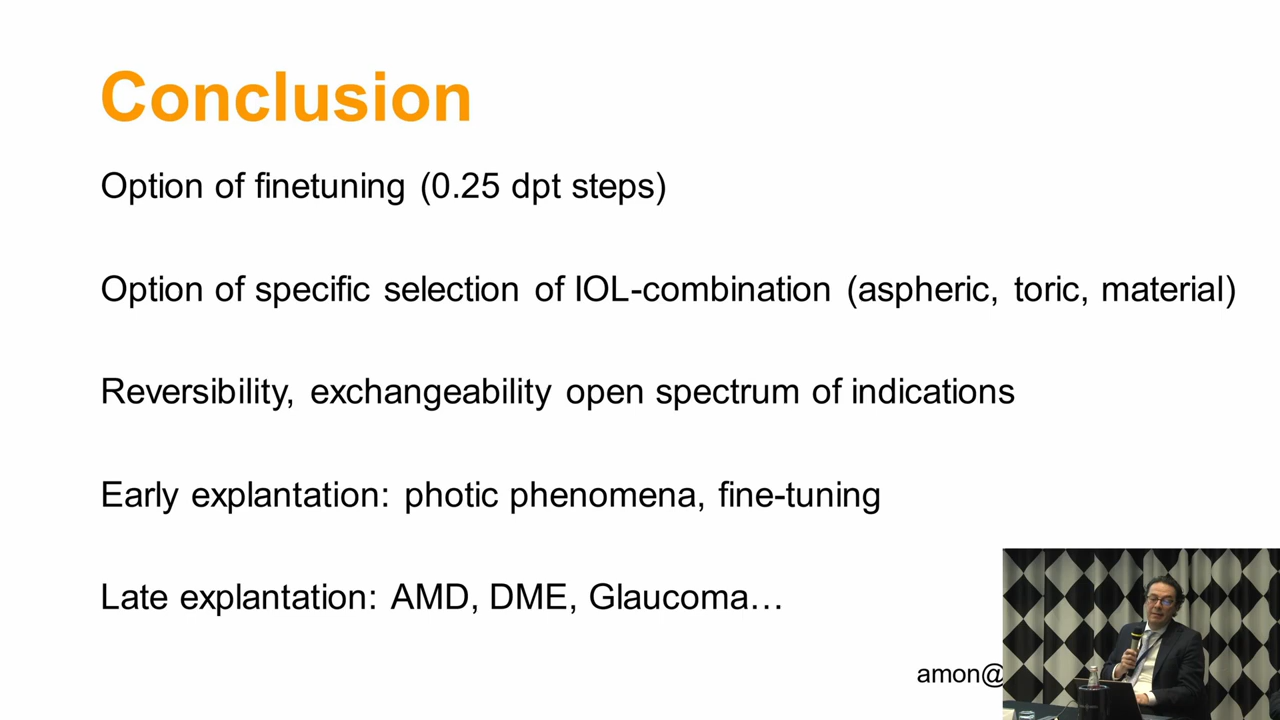 Conclusion
Option of finetuning (0.25 dpt steps)
Option of specific selection of IOL-combination (aspheric, toric, material)
Reversibility, exchangeability open spectrum of indications
Early explantation: photic phenomena, fine-tuning
Late explantation: AMD, DME, Glaucoma…
amon@